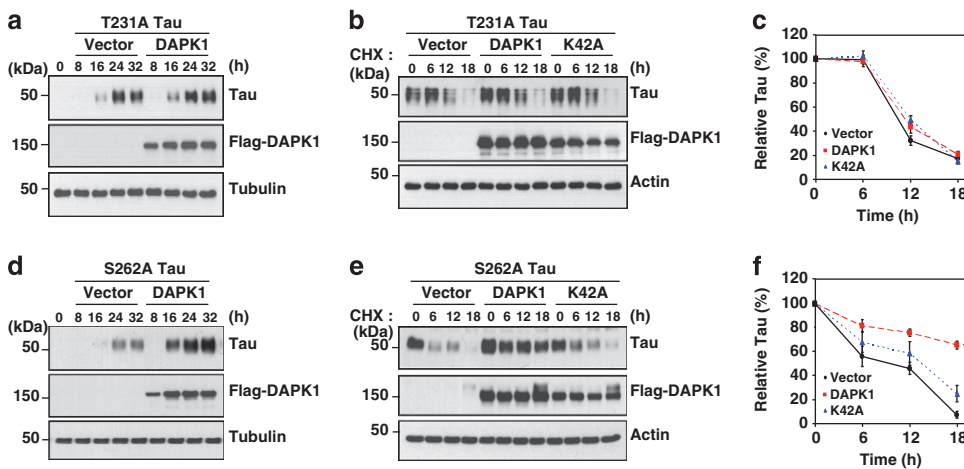 a
T231A Tau
Vector DAPK1
(kDa) 0 8 16 24 32 8 16 24 32 (h)
50 Tau
150 Flag-DAPK1
50 Tubulin
b
T231A Tau
Vector DAPK1 K42A
CHX :
(kDa) 0 6 12 18 0 6 12 18 0 6 12 18 (h)
50 Tau
150 Flag-DAPK1
50 Actin
c
Relative Tau (%)
120
100
80
60
40
20
0
Vector
DAPK1
K42A
0 6 12 18
Time (h)
d
S262A Tau
Vector DAPK1
(kDa) 0 8 16 24 32 8 16 24 32 (h)
50 Tau
150 Flag-DAPK1
50 Tubulin
e
S262A Tau
Vector DAPK1 K42A
CHX : 0 6 12 18 0 6 12 18 0 6 12 18 (h)
(kDa)
50 Tau
150 Flag-DAPK1
50 Actin
f
Relative Tau (%)
120
100
80
60
40
20
0
Vector
DAPK1
K42A
0 6 12 18
Time (h)